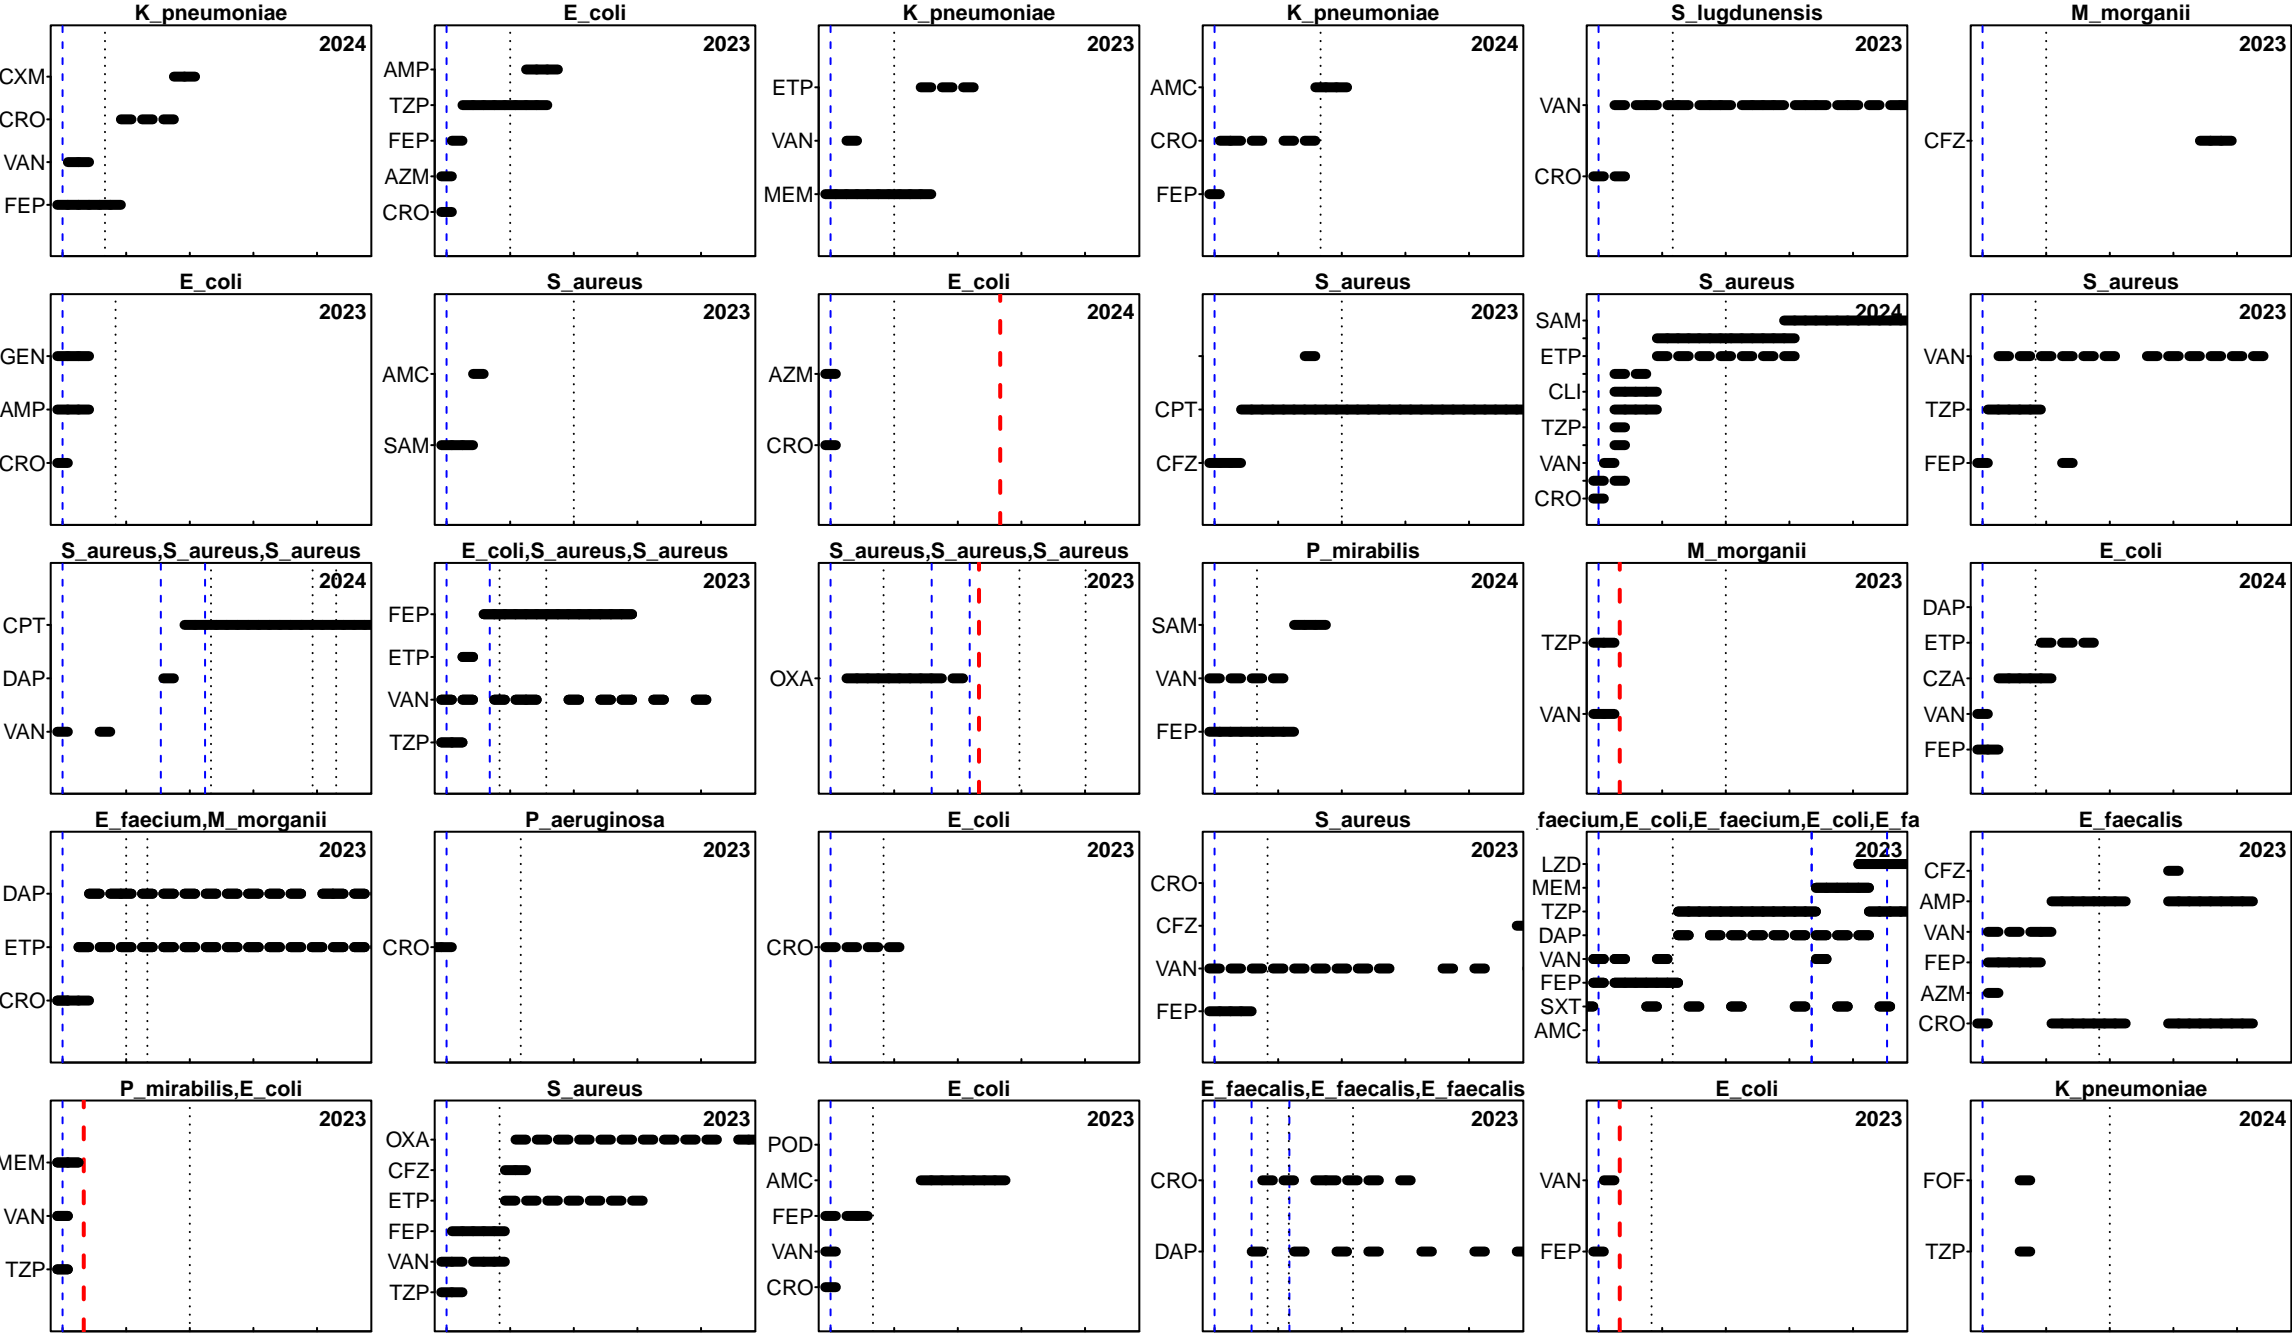 K_pneumoniae
2024
CXM
CRO
VAN
FEP
E_coli
2023
AMP
TZP
FEP
AZM
CRO
K_pneumoniae
2023
ETP
VAN
MEM
K_pneumoniae
2024
AMC
CRO
FEP
S_lugdunensis
2023
VAN
CRO
M_morganii
2023
CFZ
E_coli
2023
GEN
AMP
CRO
S_aureus
2023
AMC
SAM
E_coli
2024
AZM
CRO
S_aureus
2023
CPT
CFZ
S_aureus
2024
SAM
ETP
CLI
TZP
VAN
CRO
S_aureus
2023
VAN
TZP
FEP
S_aureus,S_aureus,S_aureus
2024
CPT
DAP
VAN
E_coli,S_aureus,S_aureus
2023
FEP
ETP
VAN
TZP
S_aureus,S_aureus,S_aureus
2023
OXA
P_mirabilis
2024
SAM
VAN
FEP
M_morganii
2023
TZP
VAN
E_coli
2024
DAP
ETP
CZA
VAN
FEP
E_faecium,M_morganii
2023
DAP
ETP
CRO
P_aeruginosa
2023
CRO
E_coli
2023
CRO
S_aureus
2023
CRO
CFZ
VAN
FEP
faecium,E_coli,E_faecium,E_coli,E_fa
2023
LZD
MEM
TZP
DAP
VAN
FEP
SXT
AMC
E_faecalis
2023
CFZ
AMP
VAN
FEP
AZM
CRO
P_mirabilis,E_coli
2023
MEM
VAN
TZP
S_aureus
2023
OXA
CFZ
ETP
FEP
VAN
TZP
E_coli
2023
POD
AMC
FEP
VAN
CRO
E_faecalis,E_faecalis,E_faecalis
2023
CRO
DAP
E_coli
2023
VAN
FEP
K_pneumoniae
2024
FOF
TZP